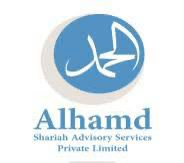 الحمد
Alhamd
Shariah Advisory Services
Private Limited